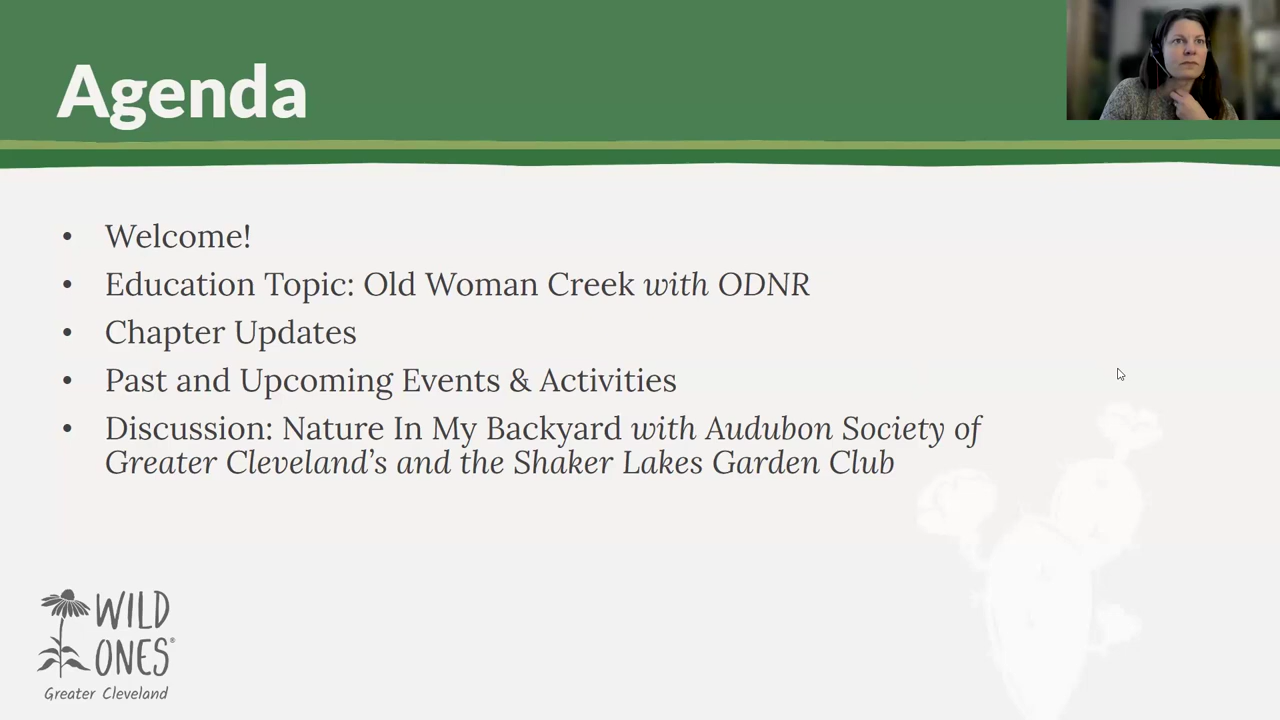 Agenda
• Welcome!
• Education Topic: Old Woman Creek with ODNR
• Chapter Updates
• Past and Upcoming Events & Activities
• Discussion: Nature In My Backyard with Audubon Society of
Greater Cleveland's and the Shaker Lakes Garden Club
WILD
ONES®
Greater Cleveland